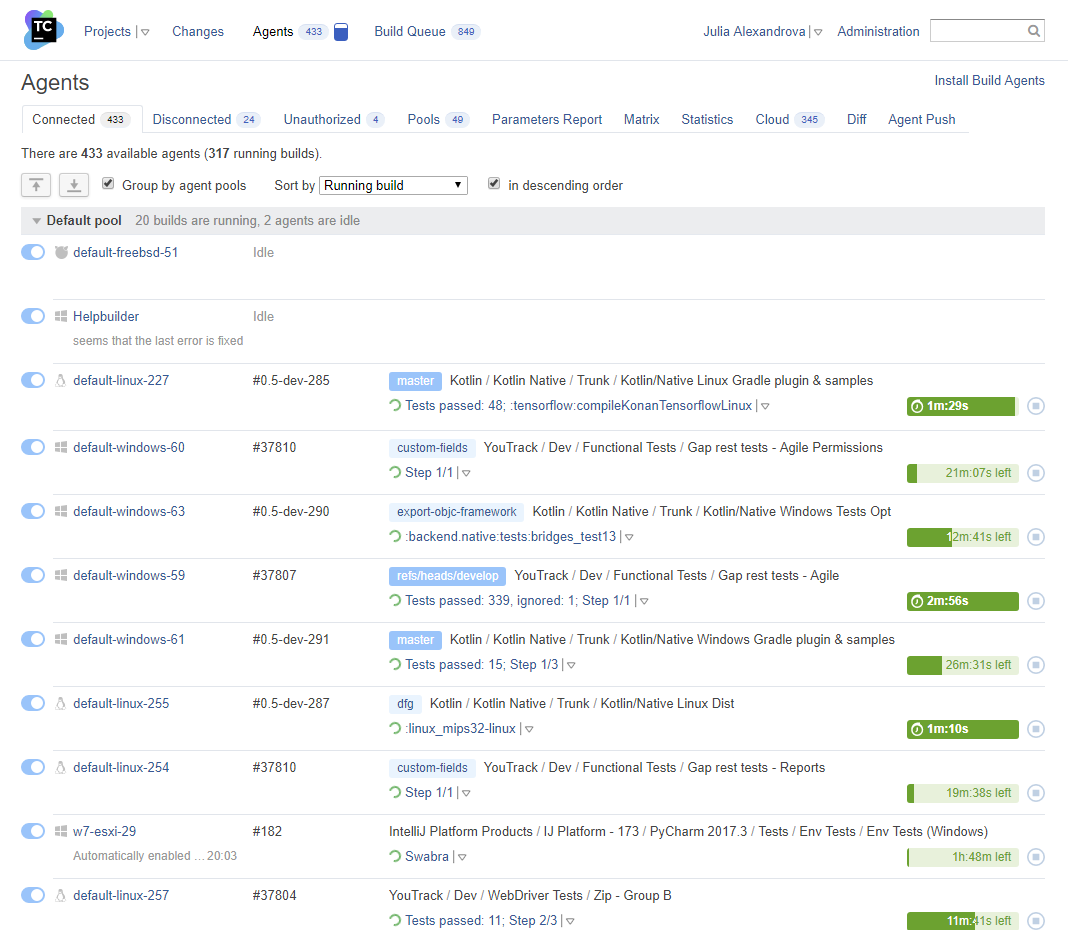 TC Projects Changes Agents 433 Build Queue 849 Julia Alexandrova Administration
Agents Install Build Agents
Connected 433 Disconnected 24 Unauthorized 4 Pools 49 Parameters Report Matrix Statistics Cloud 345 Diff Agent Push
There are 433 available agents (317 running builds).
Group by agent pools Sort by Running build in descending order
Default pool 20 builds are running, 2 agents are idle
default-freebsd-51 Idle
Helpbuilder Idle
seems that the last error is fixed
default-linux-227 #0.5-dev-285 master Kotlin / Kotlin Native / Trunk / Kotlin/Native Linux Gradle plugin & samples
Tests passed: 48; :tensorflow:compileKonanTensorflowLinux 1m:29s
default-windows-60 #37810 custom-fields YouTrack / Dev / Functional Tests / Gap rest tests - Agile Permissions
Step 1/1 21m:07s left
default-windows-63 #0.5-dev-290 export-objc-framework Kotlin / Kotlin Native / Trunk / Kotlin/Native Windows Tests Opt
:backend.native:tests:bridges_test13 12m:41s left
default-windows-59 #37807 refs/heads/develop YouTrack / Dev / Functional Tests / Gap rest tests - Agile
Tests passed: 339, ignored: 1; Step 1/1 2m:56s
default-windows-61 #0.5-dev-291 master Kotlin / Kotlin Native / Trunk / Kotlin/Native Windows Gradle plugin & samples
Tests passed: 15; Step 1/3 26m:31s left
default-linux-255 #0.5-dev-287 dfg Kotlin / Kotlin Native / Trunk / Kotlin/Native Linux Dist
:linux_mips32-linux 1m:10s
default-linux-254 #37810 custom-fields YouTrack / Dev / Functional Tests / Gap rest tests - Reports
Step 1/1 19m:38s left
w7-esxi-29 #182 IntelliJ Platform Products / IJ Platform - 173 / PyCharm 2017.3 / Tests / Env Tests / Env Tests (Windows)
Automatically enabled … 20:03 Swabra 1h:48m left
default-linux-257 #37804 YouTrack / Dev / WebDriver Tests / Zip - Group B
Tests passed: 11; Step 2/3 11m:41s left